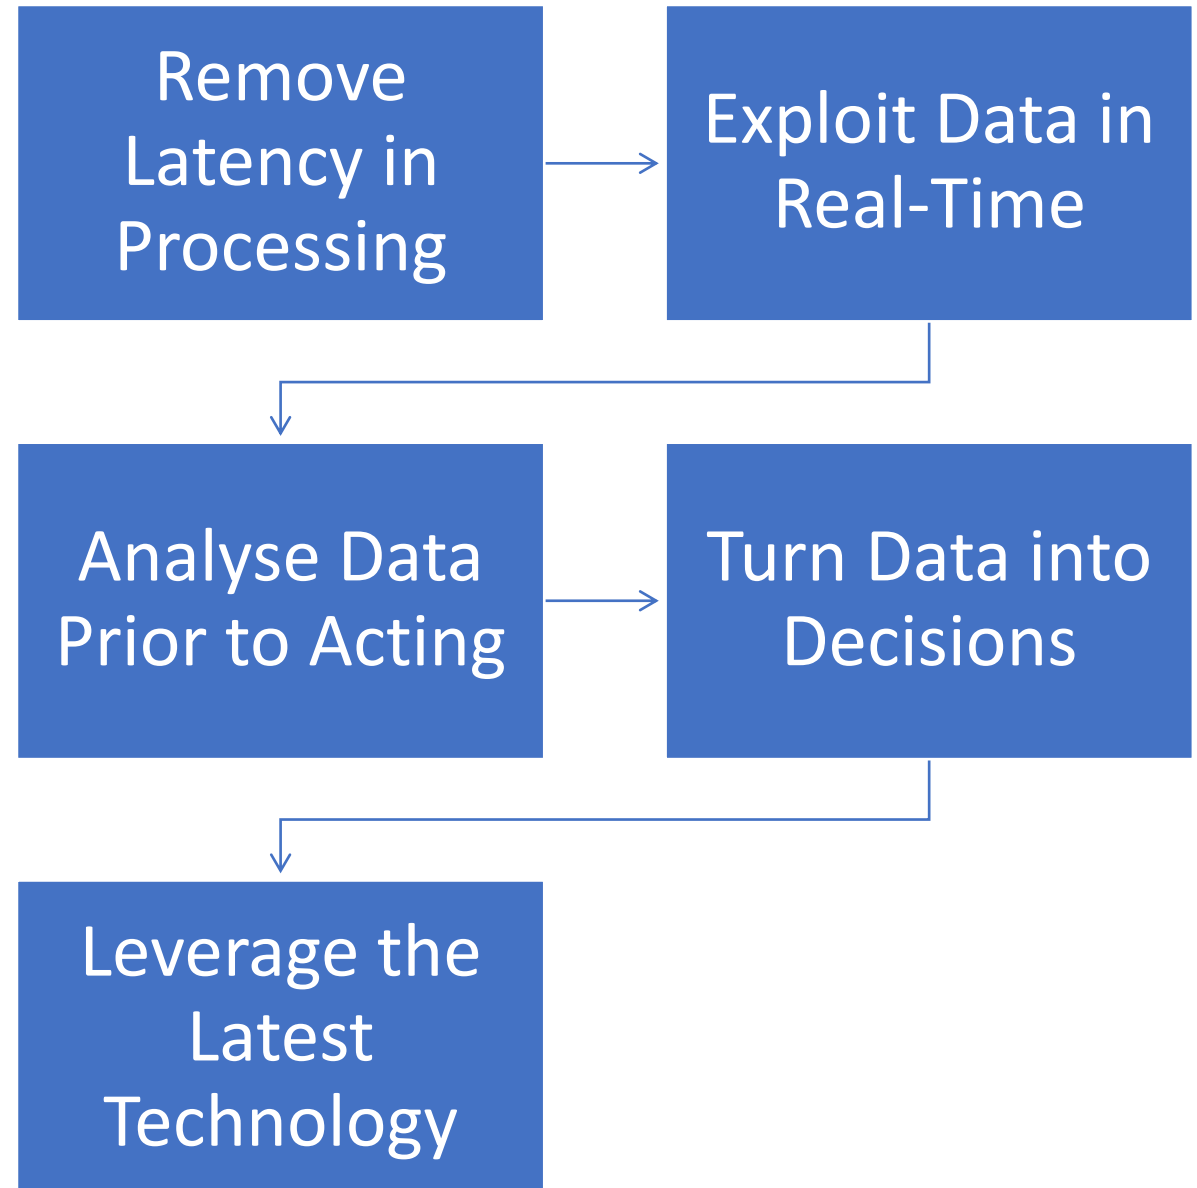 Remove
Latency in
Processing
Exploit Data in
Real-Time
Analyse Data
Prior to Acting
Turn Data into
Decisions
Leverage the
Latest
Technology